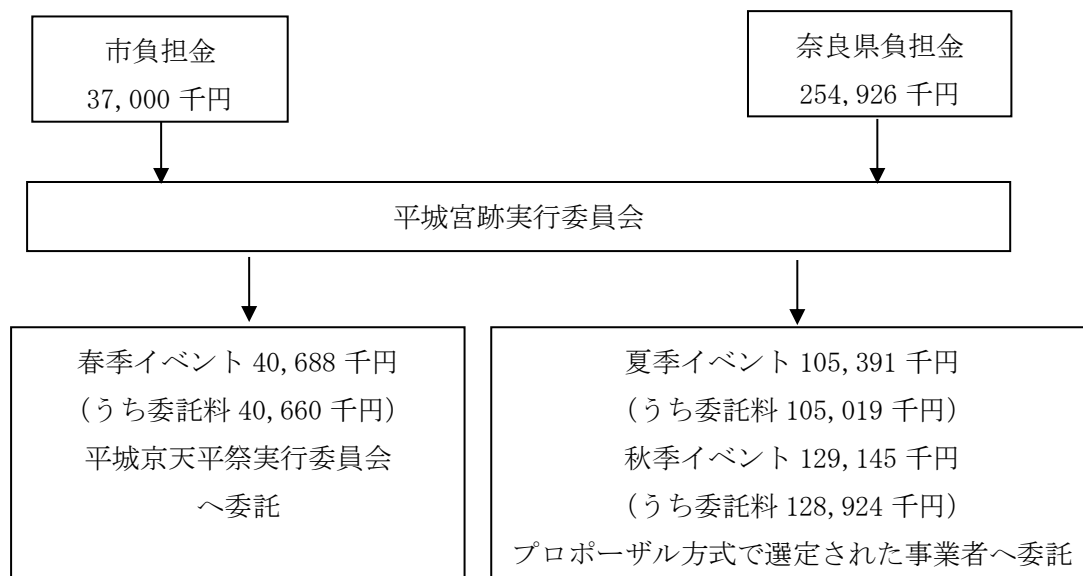 市負担金
37,000 千円
奈良県負担金
254,926 千円
平城宮跡実行委員会
春季イベント 40,688 千円
（うち委託料 40,660 千円）
平城京天平祭実行委員会
へ委託
夏季イベント 105,391 千円
（うち委託料 105,019 千円）
秋季イベント 129,145 千円
（うち委託料 128,924 千円）
プロポーザル方式で選定された事業者へ委託